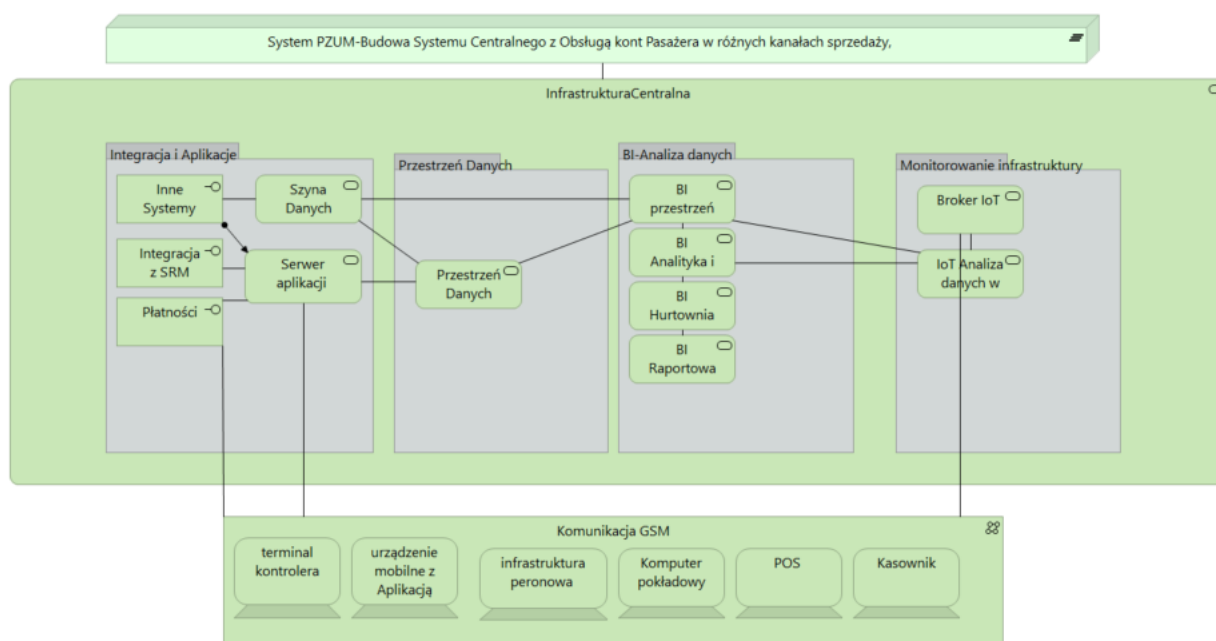 System PZUM-Budowa Systemu Centralnego z Obsługą kont Pasażera w różnych kanałach sprzedaży,
InfrastrukturaCentralna
Integracja i Aplikacje
Inne
Systemy
Szyna
Danych
Integracja
z SRM
Serwer
aplikacji
Płatności
Przestrzeń Danych
Przestrzeń
Danych
BI-Analiza danych
BI
przestrzeń
BI
Analityka i
BI
Hurtownia
BI
Raportowa
Monitorowanie infrastruktury
Broker IoT
IoT Analiza
danych w
Komunikacja GSM
terminal
kontrolera
urządzenie
mobilne z
Aplikacją
infrastruktura
peronowa
Komputer
pokładowy
POS
Kasownik